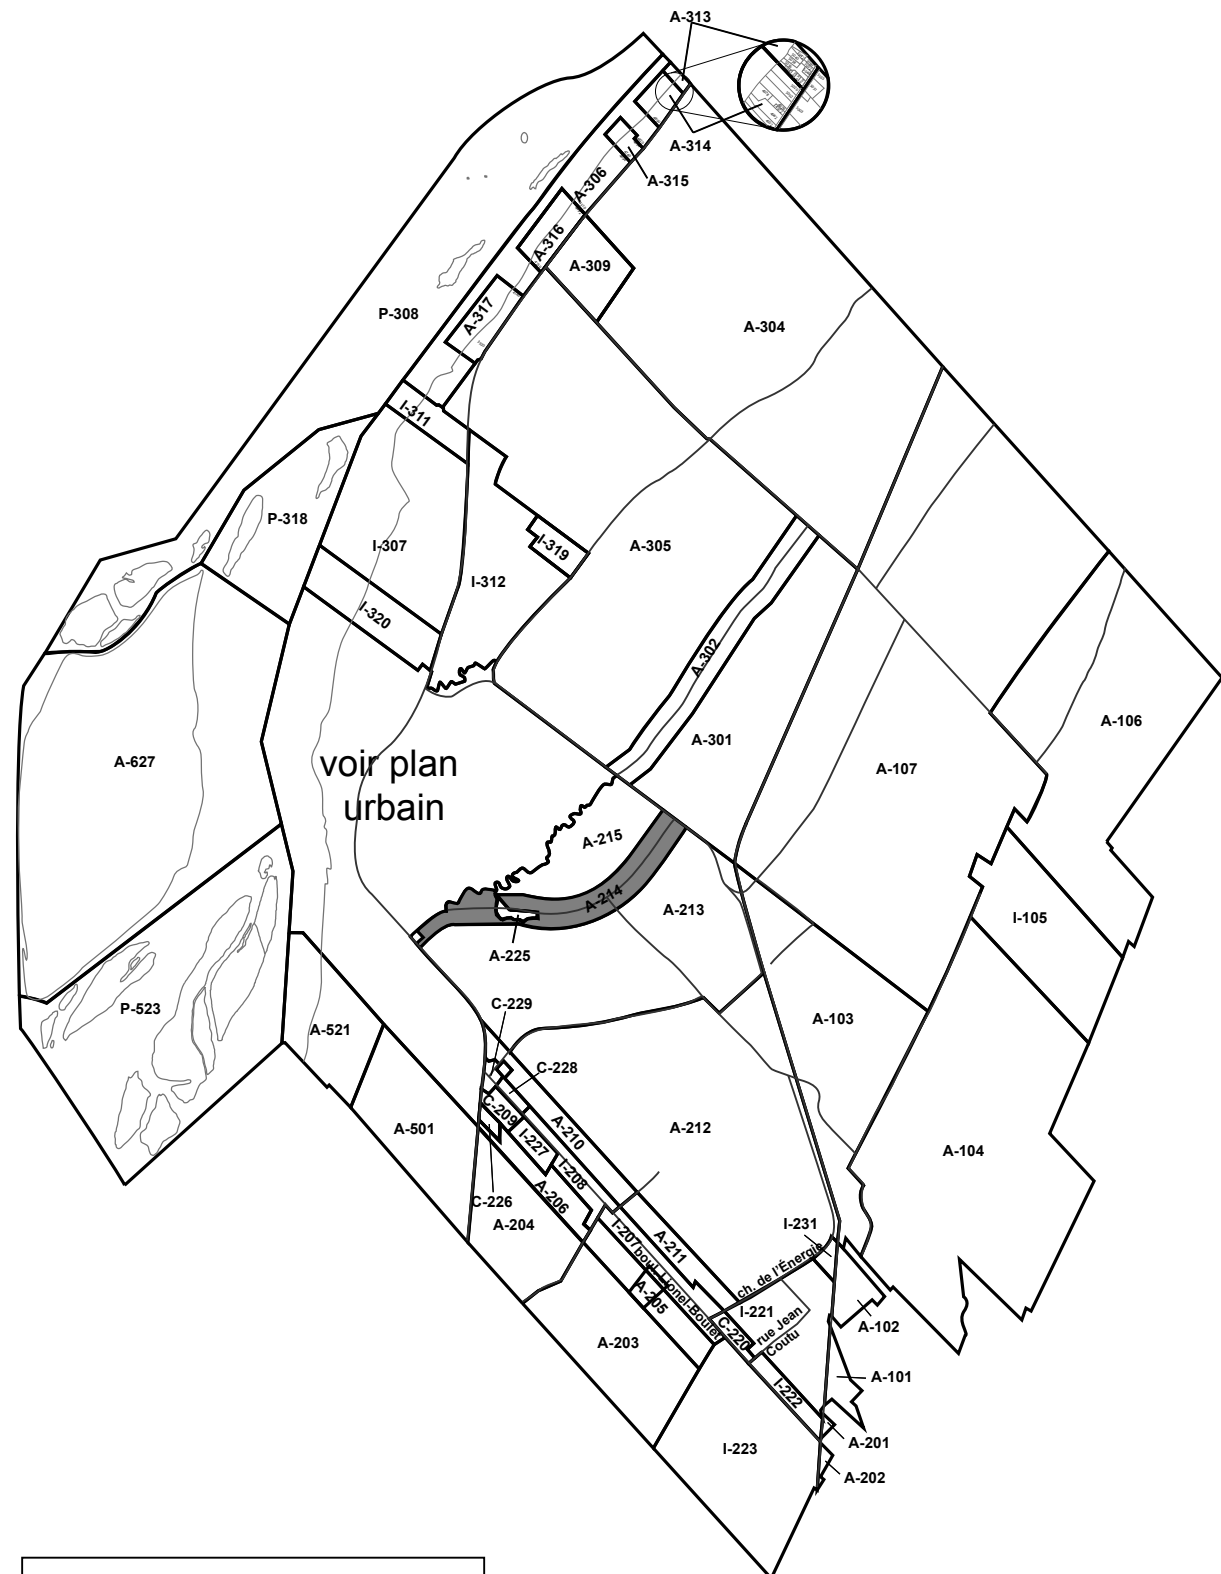 A-313
A-314
A-315
A-306
A-316
A-309
A-317
P-308
A-304
I-311
P-318
I-307
I-319
A-305
I-312
I-320
A-302
A-106
A-301
A-107
A-627
voir plan
urbain
A-215
A-214
A-213
I-105
A-225
P-523
C-229
A-521
A-103
C-228
C-209
A-210
A-501
A-212
I-227
A-104
I-208
C-226
A-206
A-204
I-207
A-211
I-231
boul. Lionel-Boulet
ch. de l'Énergie
A-205
I-221
C-220
rue Jean
Coutu
A-102
A-203
A-101
I-222
A-201
I-223
A-202